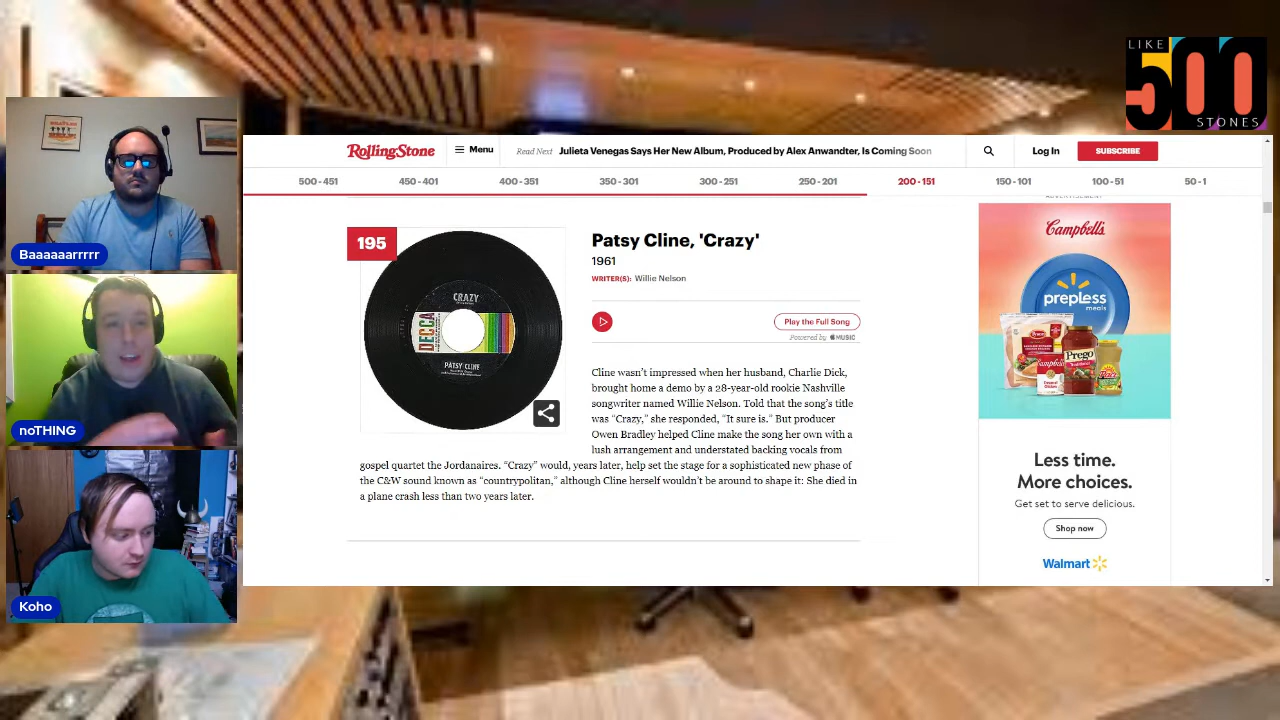 LIKE
500
STONES
RollingStone
Menu
Read Next Julieta Venegas Says Her New Album, Produced by Alex Anwandter, Is Coming Soon
Log In
SUBSCRIBE
500-451
450-401
400-351
350-301
300-251
250-201
200-151
150-101
100-51
50-1
195
CRAZY
DECCA
PATSY CLINE
Patsy Cline, 'Crazy'
1961
WRITER(S): Willie Nelson
Play the Full Song
Powered by MUSIC
Cline wasn’t impressed when her husband, Charlie Dick,
brought home a demo by a 28-year-old rookie Nashville
songwriter named Willie Nelson. Told that the song’s title
was “Crazy,” she responded, “It sure is.” But producer
Owen Bradley helped Cline make the song her own with a
lush arrangement and understated backing vocals from
gospel quartet the Jordanaires. “Crazy” would, years later, help set the stage for a sophisticated new phase of
the C&W sound known as “countrypolitan,” although Cline herself wouldn’t be around to shape it: She died in
a plane crash less than two years later.
Campbell's
prepless
meals
Prego
Less time.
More choices.
Get set to serve delicious.
Shop now
Walmart
Baaaaaarrrrr
noTHING
Koho